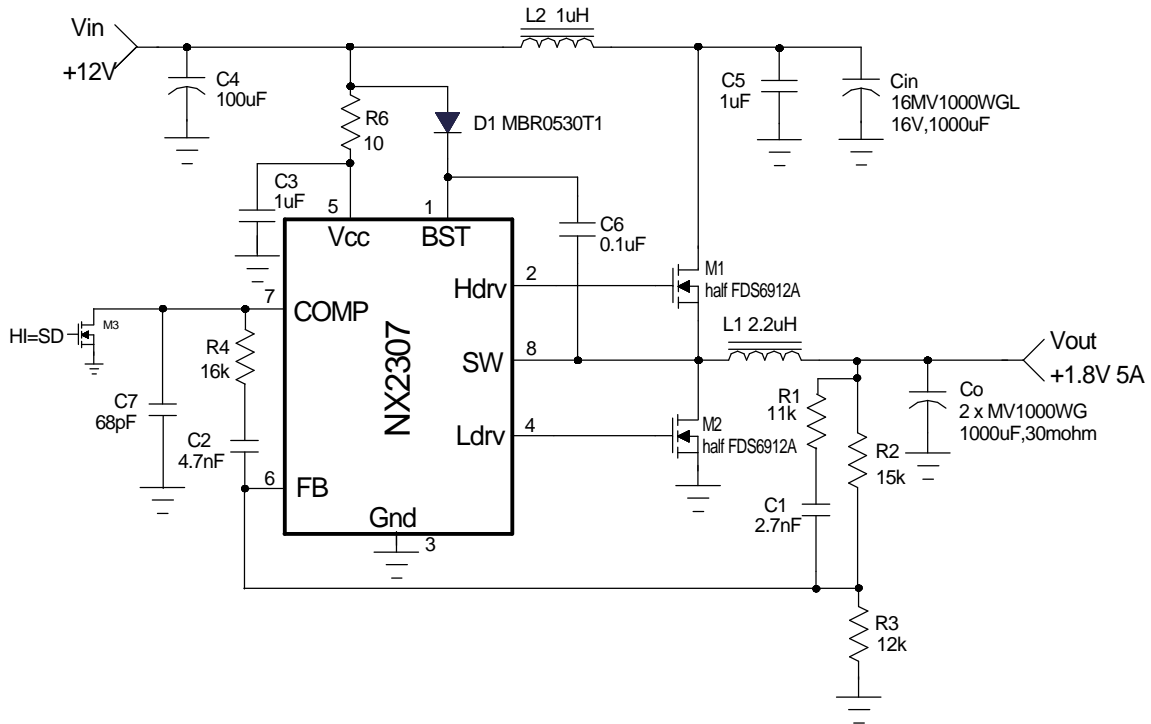 L2 1uH
Vin
+12V
C4
100uF
R6
10
D1 MBR0530T1
C5
1uF
Cin
16MV1000WGL
16V,1000uF
C3
1uF
5
1
Vcc
BST
C6
0.1uF
Hdrv
2
M1
half FDS6912A
HI=SD
M3
7
COMP
R4
16k
C7
68pF
C2
4.7nF
NX2307
SW
8
L1 2.2uH
Vout
+1.8V 5A
Co
2 x MV1000WG
1000uF,30mohm
R1
11k
Ldrv
4
M2
half FDS6912A
R2
15k
6
FB
C1
2.7nF
Gnd
3
R3
12k